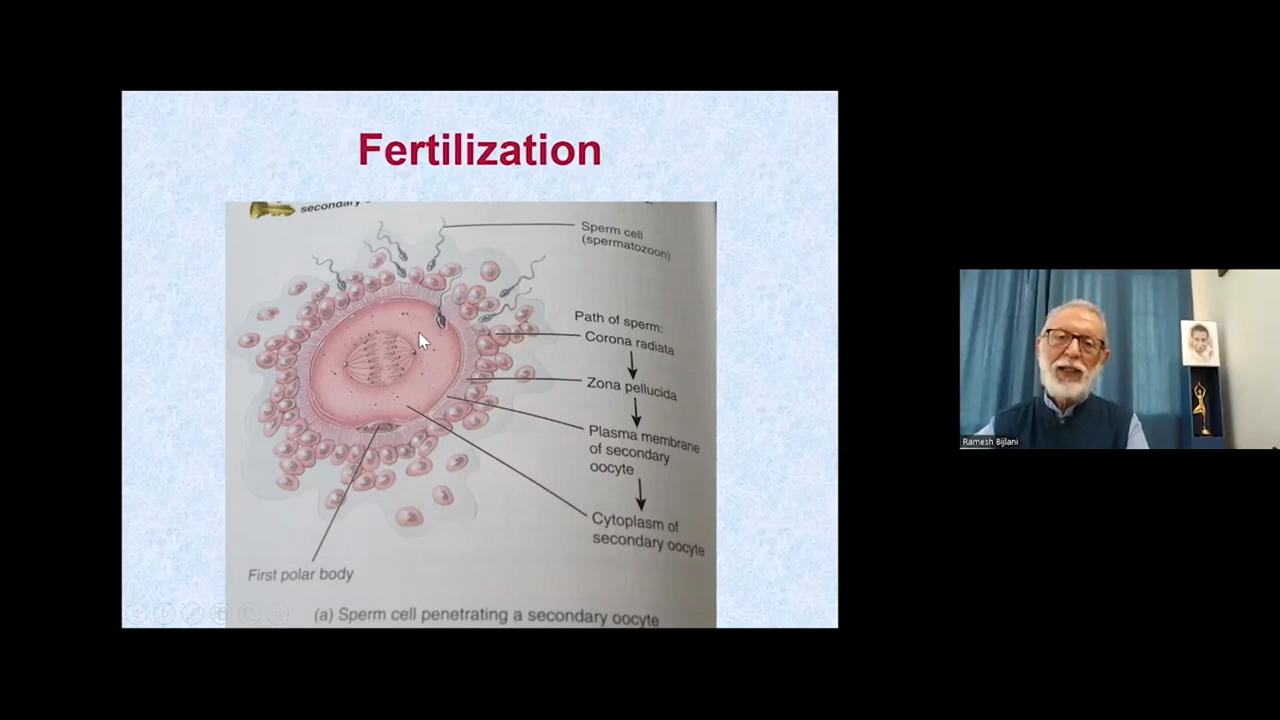 Fertilization
secondary
Sperm cell
(spermatozoon)
Path of sperm:
Corona radiata
Zona pellucida
Plasma membrane
of secondary
oocyte
Cytoplasm of
secondary oocyte
First polar body
(a) Sperm cell penetrating a secondary oocyte
Ramesh Bijlani